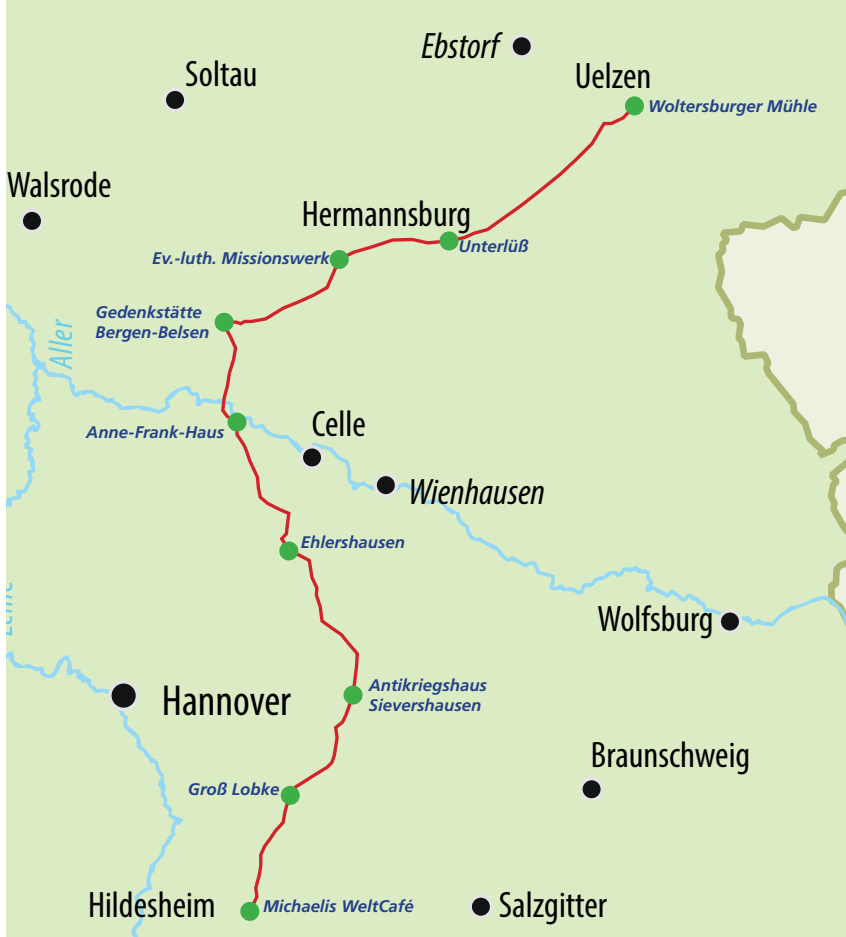 Ebstorf
Soltau
Uelzen
Woltersburger Mühle
Walsrode
Hermannsburg
Unterlüß
Ev.-luth. Missionswerk
Gedenkstätte
Bergen-Belsen
Aller
Anne-Frank-Haus
Celle
Wienhausen
Ehlershausen
Wolfsburg
Antikriegshaus
Sievershausen
Hannover
Braunschweig
Groß Lobke
Hildesheim
Michaelis WeltCafé
Salzgitter